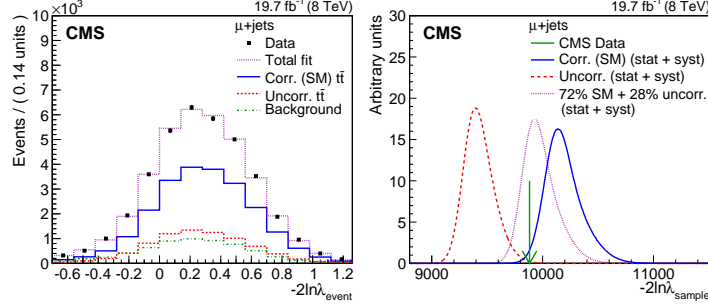 19.7 fb⁻¹ (8 TeV)
×10³
CMS
μ+jets
Data
Total fit
Corr. (SM) tt̄
Uncorr. tt̄
Background
Events / ( 0.14 units )
10
9
8
7
6
5
4
3
2
1
0
-0.6 -0.4 -0.2 0 0.2 0.4 0.6 0.8 1 1.2
-2lnλevent
19.7 fb⁻¹ (8 TeV)
CMS
μ+jets
CMS Data
Corr. (SM) (stat + syst)
Uncorr. (stat + syst)
72% SM + 28% uncorr.
(stat + syst)
Arbitrary units
30
25
20
15
10
5
0
9000 10000 11000
-2lnλsample